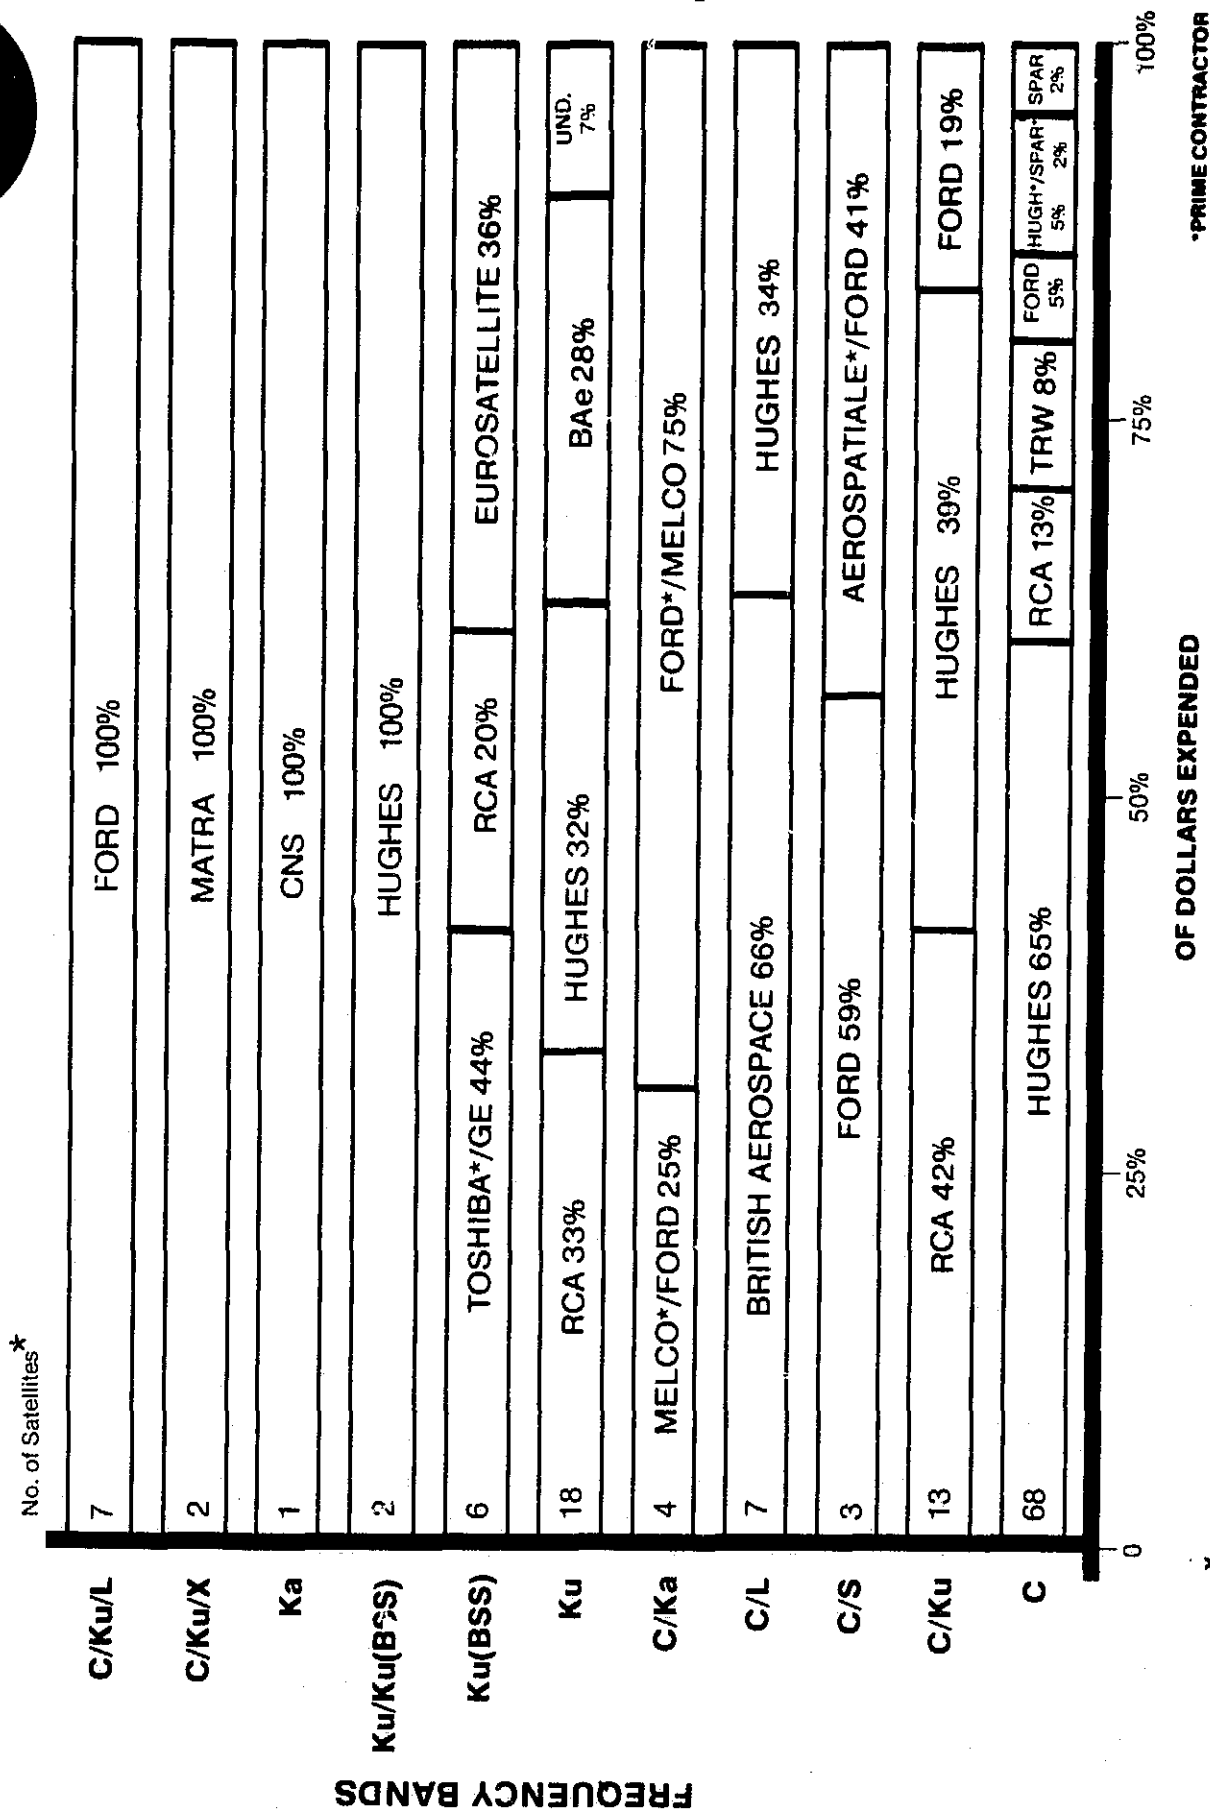 No. of Satellites*
C/Ku/L 7 FORD 100%
C/Ku/X 2 MATRA 100%
Ka 1 CNS 100%
Ku/Ku(BSS) 2 HUGHES 100%
Ku(BSS) 6 TOSHIBA*/GE 44% RCA 20% EUROSATELLITE 36%
Ku 18 RCA 33% HUGHES 32% BAe 28% UND. 7%
C/Ka 4 MELCO*/FORD 25% FORD*/MELCO 75%
C/L 7 BRITISH AEROSPACE 66% HUGHES 34%
C/S 3 FORD 59% AEROSPATIALE*/FORD 41%
C/Ku 13 RCA 42% HUGHES 39% FORD 19%
C 68 HUGHES 65% RCA 13% TRW 8% FORD 5% HUGH*/SPAR* 5% 2% SPAR 2%
0 25% 50% 75% 100%
FREQUENCY BANDS
OF DOLLARS EXPENDED
*PRIME CONTRACTOR